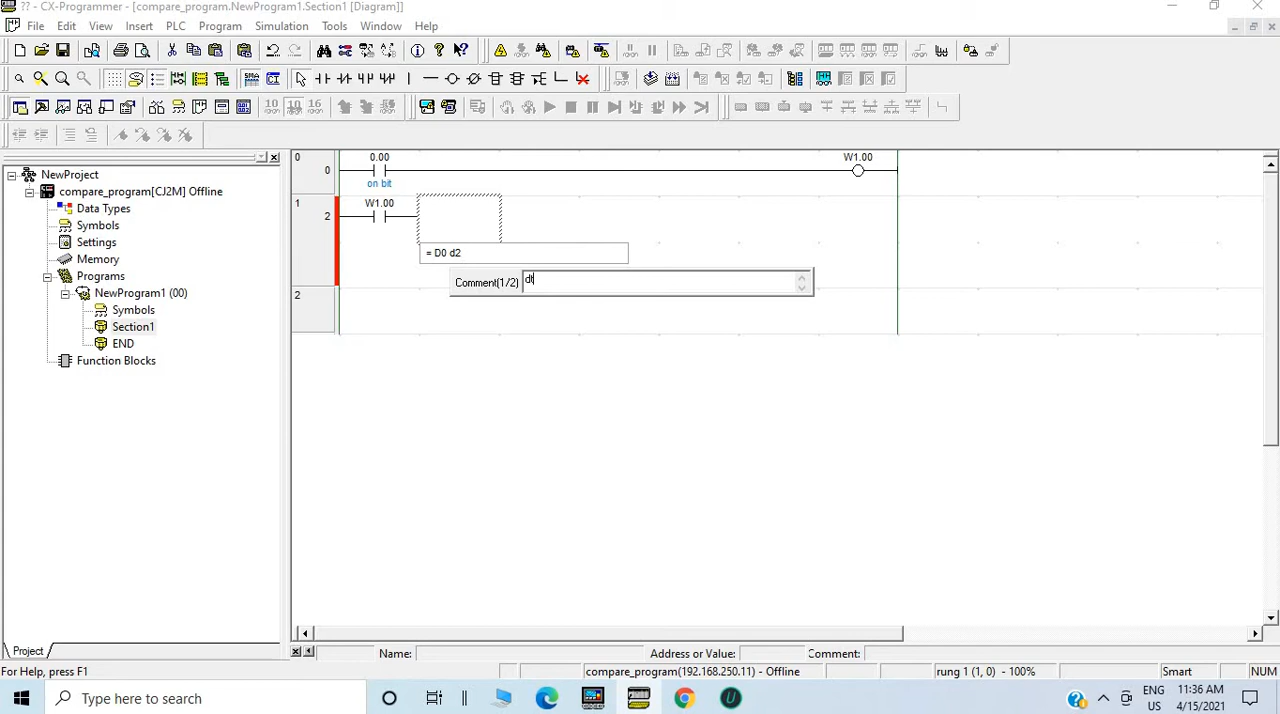 ?? - CX-Programmer - [compare_program.NewProgram1.Section1 [Diagram]]
File Edit View Insert PLC Program Simulation Tools Window Help
10 10 16
NewProject
compare_program[CJ2M] Offline
Data Types
Symbols
Settings
Memory
Programs
NewProgram1 (00)
Symbols
Section1
END
Function Blocks
Project
0
0
0.00
W1.00
on bit
1
2
W1.00
= D0 d2
Comment(1/2) dt
2
Name:
Address or Value:
Comment:
For Help, press F1
compare_program(192.168.250.11) - Offline
rung 1 (1, 0) - 100%
Smart
NUM
Type here to search
ENG
US
11:36 AM
4/15/2021